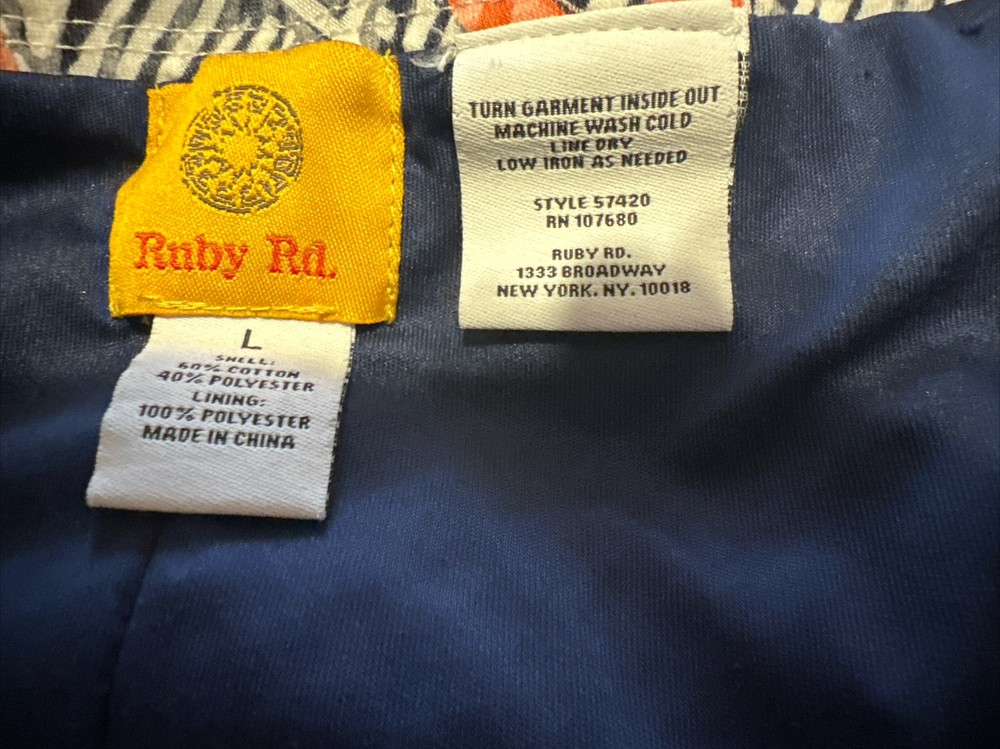 Ruby Rd.
L
SHELL:
60% COTTON
40% POLYESTER
LINING:
100% POLYESTER
MADE IN CHINA
TURN GARMENT INSIDE OUT
MACHINE WASH COLD
LINE DRY
LOW IRON AS NEEDED
STYLE 57420
RN 107680
RUBY RD.
1333 BROADWAY
NEW YORK. NY. 10018